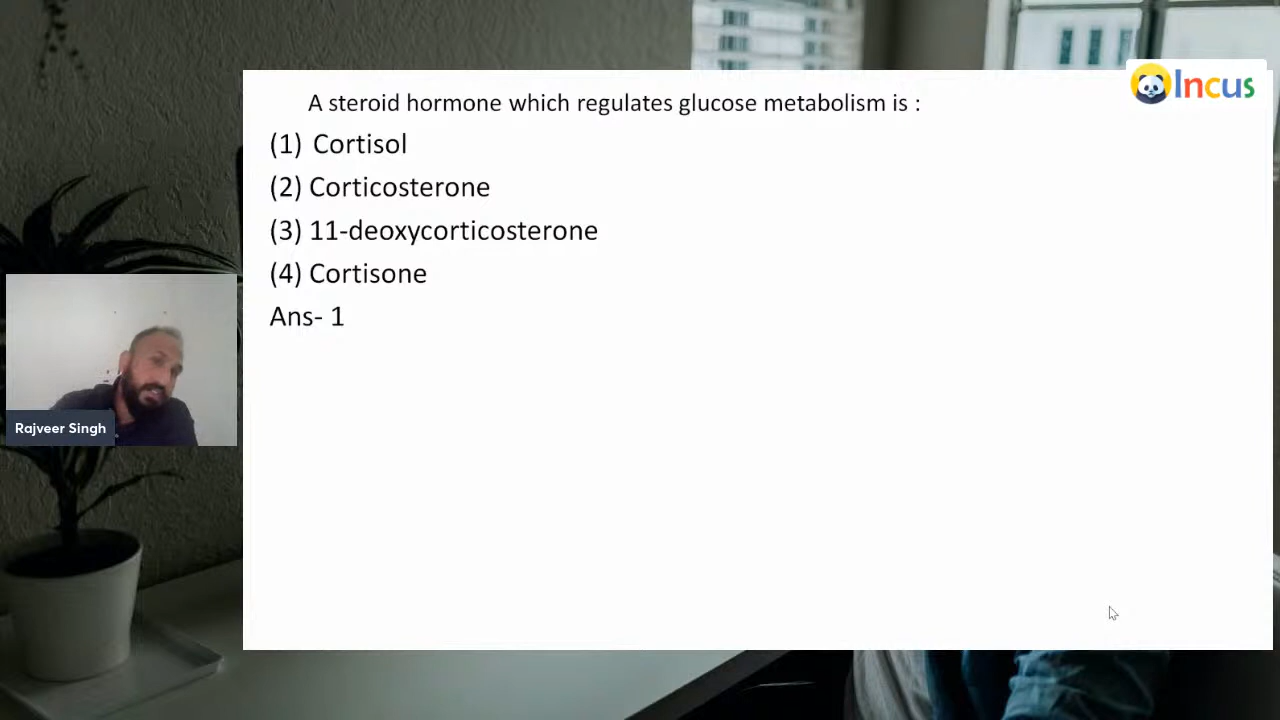 Incus
A steroid hormone which regulates glucose metabolism is :
(1) Cortisol
(2) Corticosterone
(3) 11-deoxycorticosterone
(4) Cortisone
Ans- 1
Rajveer Singh